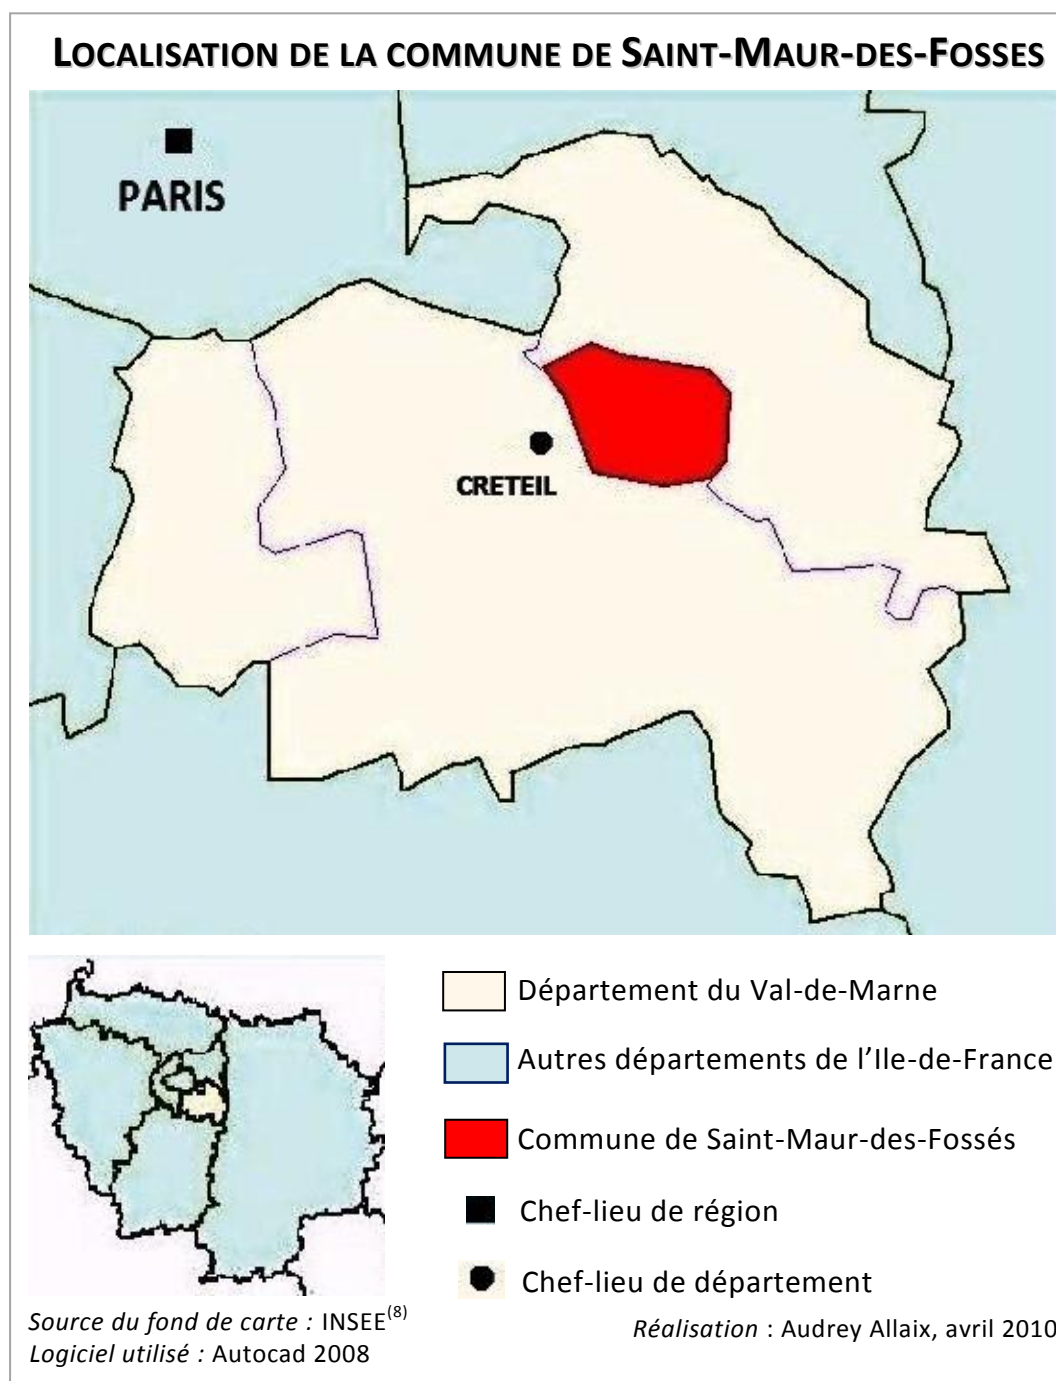 LOCALISATION DE LA COMMUNE DE SAINT-MAUR-DES-FOSSES
PARIS
CRETEIL
Département du Val-de-Marne
Autres départements de l'Ile-de-France
Commune de Saint-Maur-des-Fossés
Chef-lieu de région
Chef-lieu de département
Source du fond de carte : INSEE(8)
Logiciel utilisé : Autocad 2008
Réalisation : Audrey Allaix, avril 2010